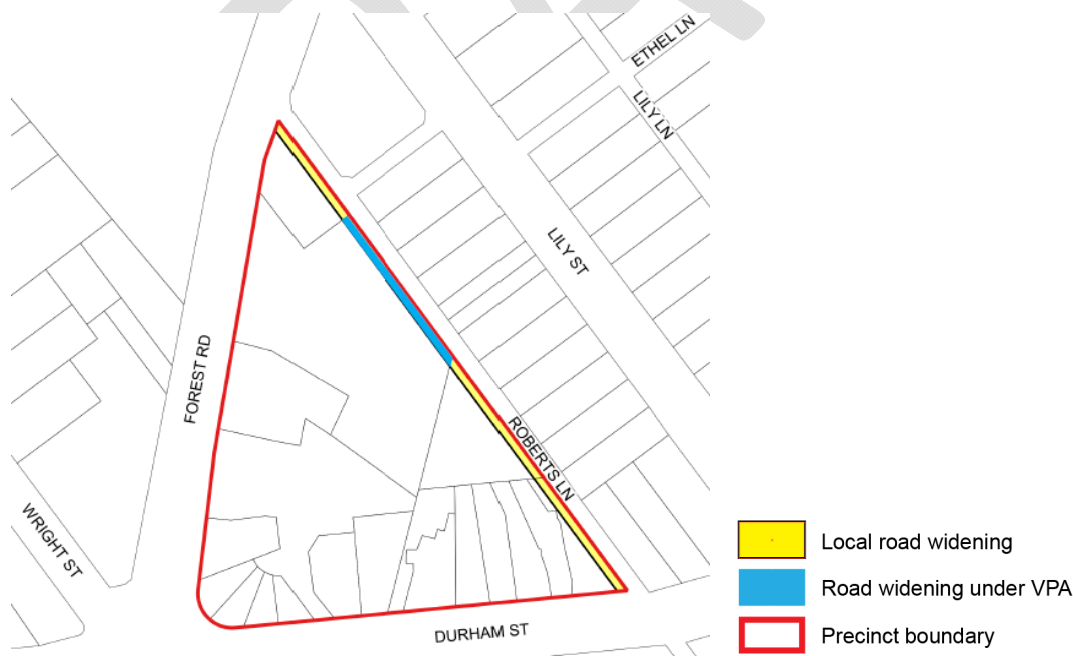 ETHEL LN
LILY LN
LILY ST
FOREST RD
ROBERTS LN
WRIGHT ST
DURHAM ST
Local road widening
Road widening under VPA
Precinct boundary